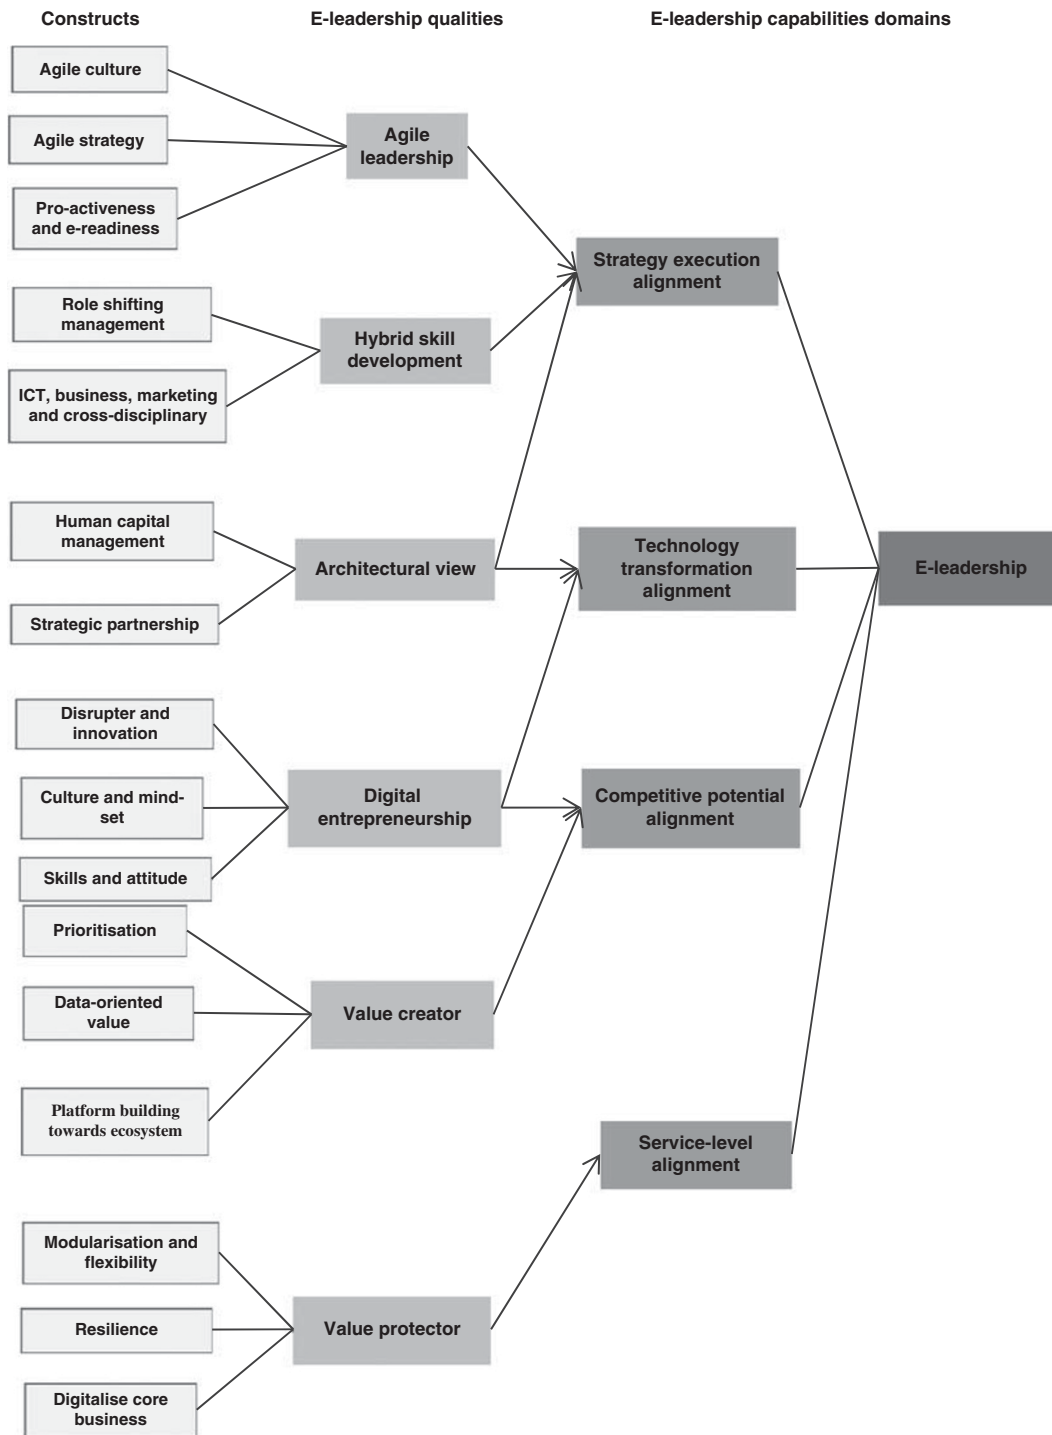 Constructs
E-leadership qualities
E-leadership capabilities domains
Agile culture
Agile strategy
Pro-activeness
and e-readiness
Agile
leadership
Role shifting
management
ICT, business, marketing
and cross-disciplinary
Hybrid skill
development
Strategy execution
alignment
Human capital
management
Strategic partnership
Architectural view
Technology
transformation
alignment
E-leadership
Disrupter and
innovation
Culture and mind-
set
Skills and attitude
Digital
entrepreneurship
Competitive potential
alignment
Prioritisation
Data-oriented
value
Platform building
towards ecosystem
Value creator
Service-level
alignment
Modularisation and
flexibility
Resilience
Digitalise core
business
Value protector